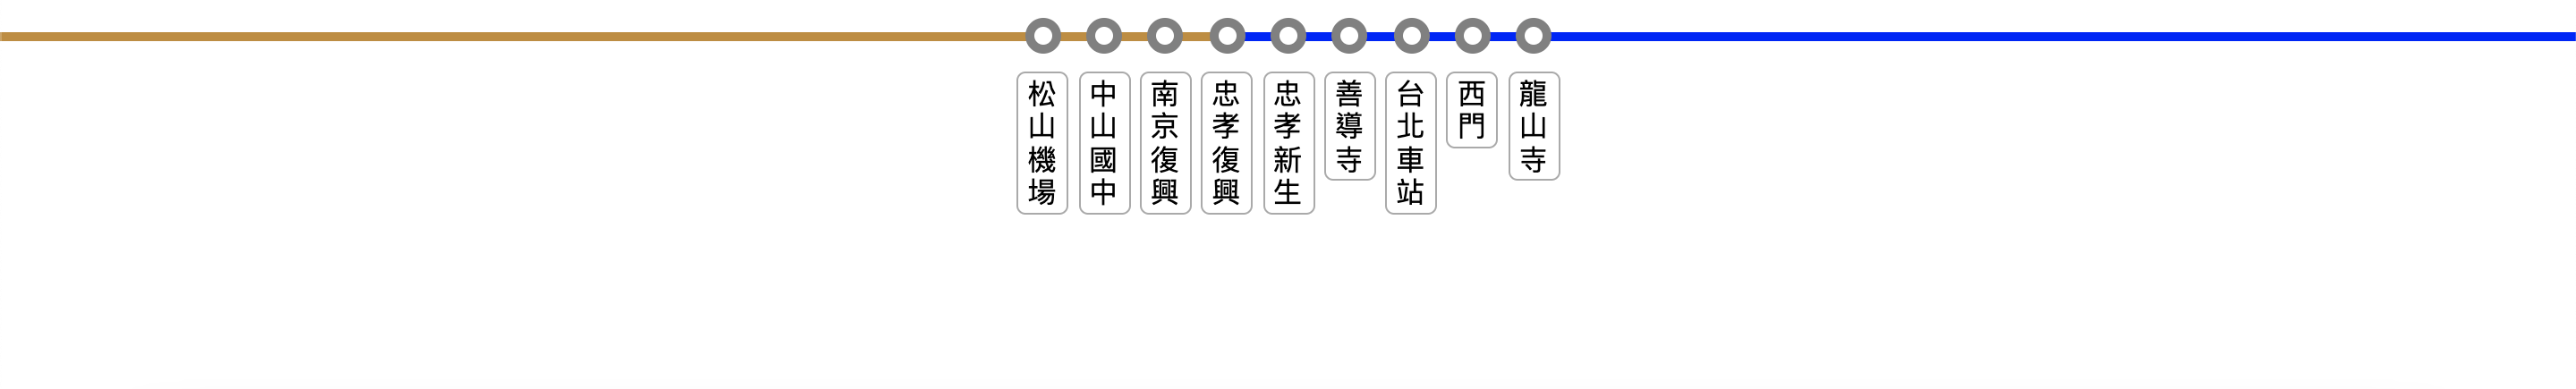 松山機場
中山國中
南京復興
忠孝復興
忠孝新生
善導寺
台北車站
西門
龍山寺